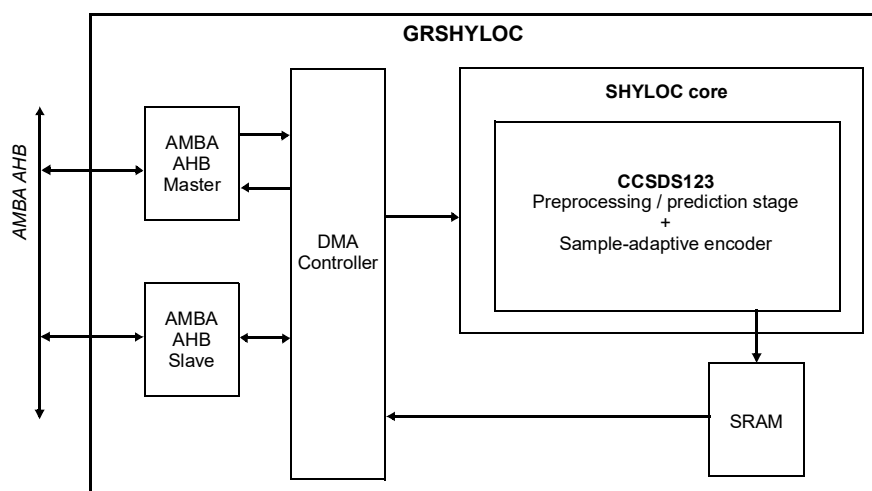 GRSHYLOC
SHYLOC core
AMBA AHB
AMBA
AHB
Master
CCSDS123
Preprocessing / prediction stage
+
Sample-adaptive encoder
DMA
Controller
AMBA
AHB
Slave
SRAM